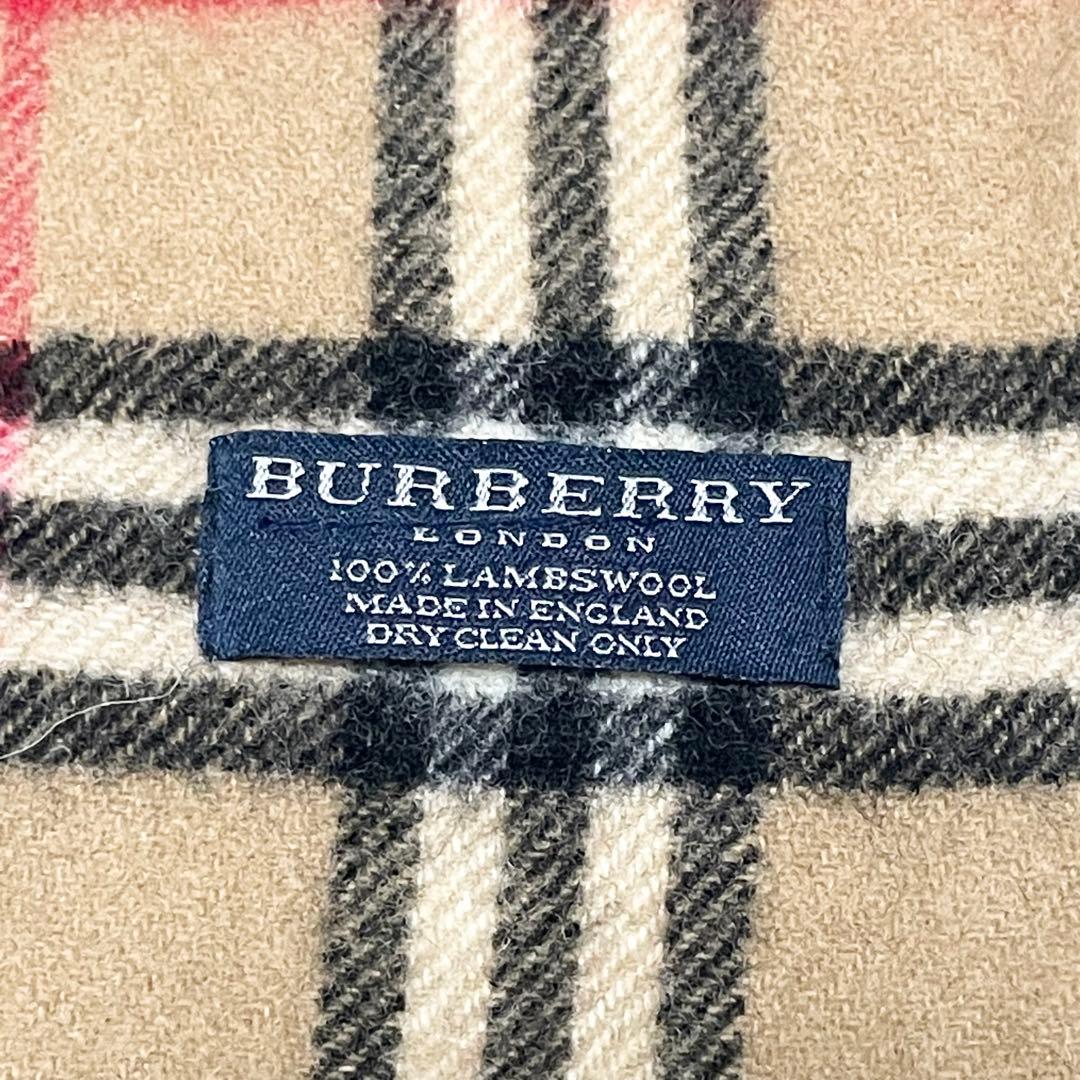 BURBERRY
LONDON
100% LAMBSWOOL
MADE IN ENGLAND
DRY CLEAN ONLY